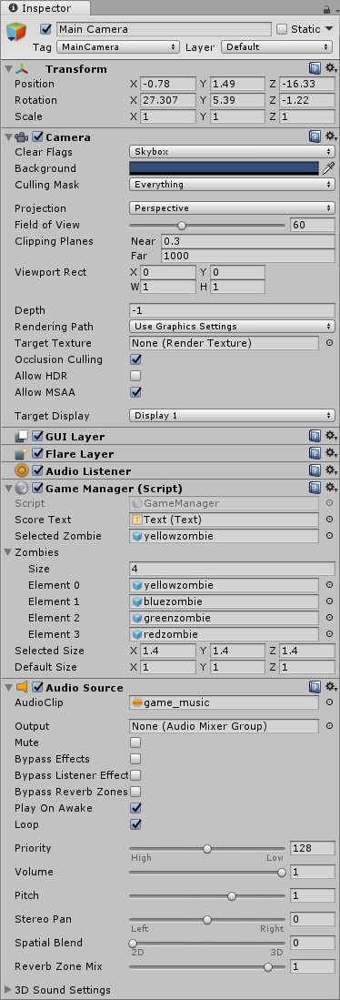 Inspector
Main Camera Static
Tag MainCamera Layer Default
Transform
Position X -0.78 Y 1.49 Z -16.33
Rotation X 27.307 Y 5.39 Z -1.22
Scale X 1 Y 1 Z 1
Camera
Clear Flags Skybox
Background
Culling Mask Everything
Projection Perspective
Field of View 60
Clipping Planes Near 0.3
Far 1000
Viewport Rect X 0 Y 0
W 1 H 1
Depth -1
Rendering Path Use Graphics Settings
Target Texture None (Render Texture)
Occlusion Culling
Allow HDR
Allow MSAA
Target Display Display 1
GUI Layer
Flare Layer
Audio Listener
Game Manager (Script)
Script GameManager
Score Text Text (Text)
Selected Zombie yellowzombie
Zombies
Size 4
Element 0 yellowzombie
Element 1 bluezombie
Element 2 greenzombie
Element 3 redzombie
Selected Size X 1.4 Y 1.4 Z 1.4
Default Size X 1 Y 1 Z 1
Audio Source
AudioClip game_music
Output None (Audio Mixer Group)
Mute
Bypass Effects
Bypass Listener Effect
Bypass Reverb Zones
Play On Awake
Loop
Priority 128
High Low
Volume 1
Pitch 1
Stereo Pan 0
Left Right
Spatial Blend 0
2D 3D
Reverb Zone Mix 1
3D Sound Settings